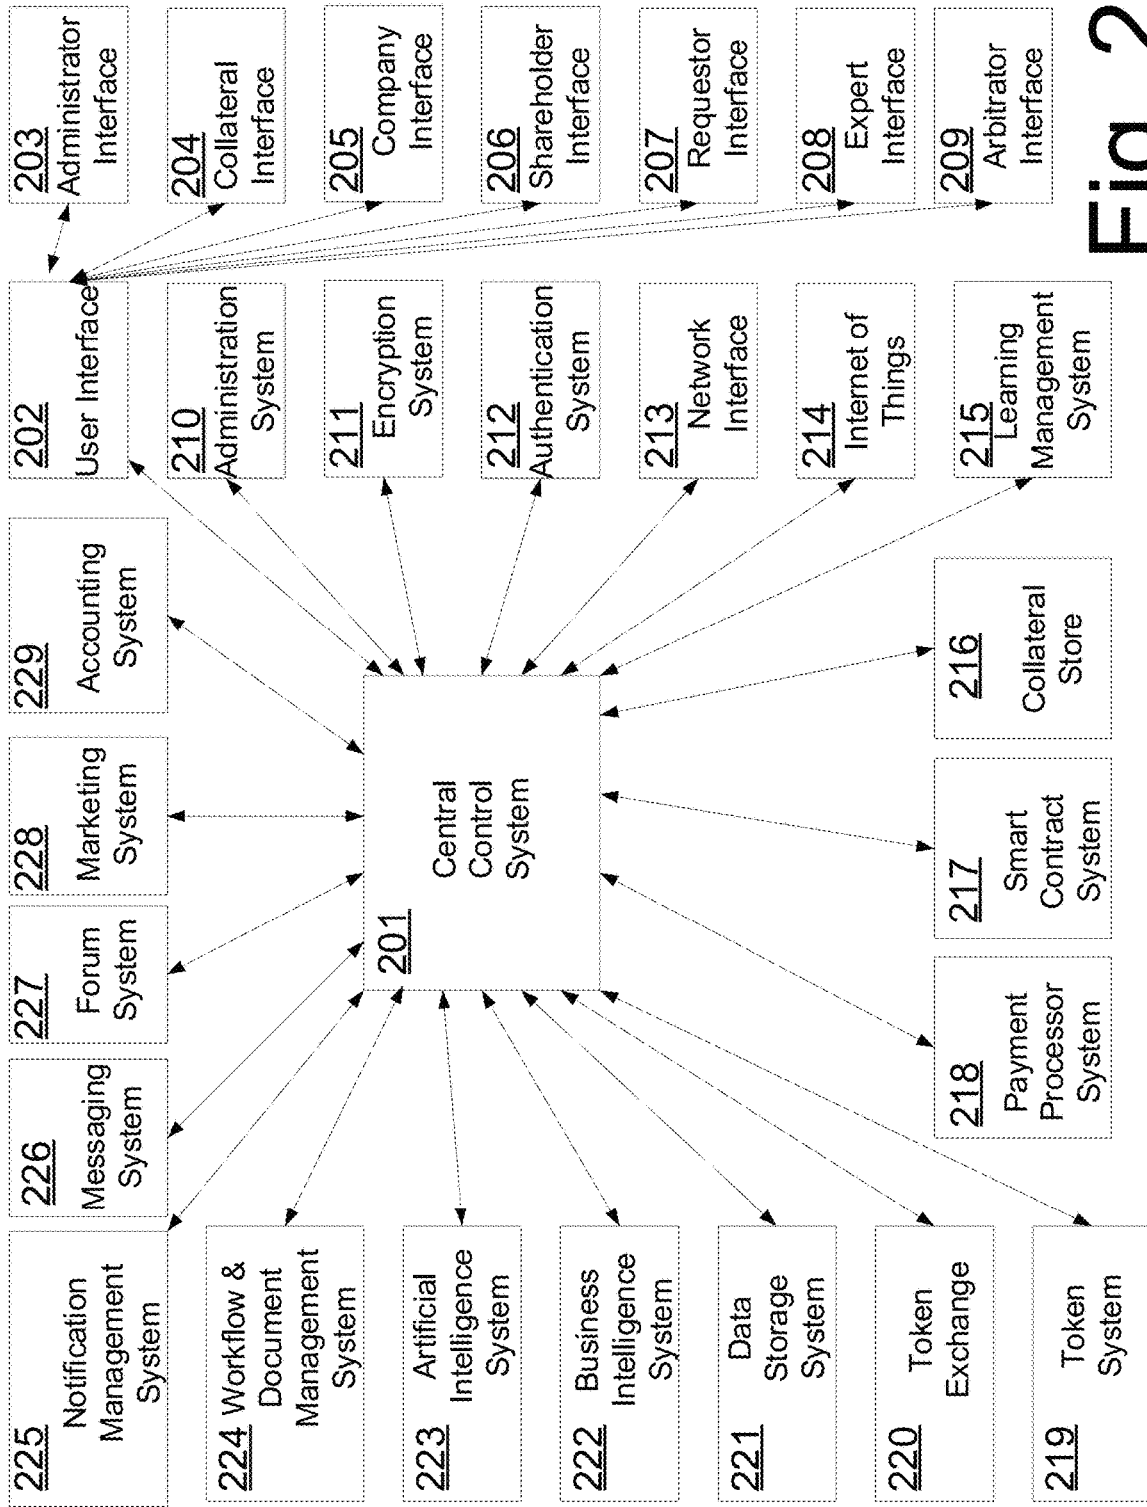 225
Notification
Management
System
226
Messaging
System
227
Forum
System
228
Marketing
System
229
Accounting
System
202
User Interface
203
Administrator
Interface
224 Workflow &
Document
Management
System
210
Administration
System
204
Collateral
Interface
201
Central
Control
System
223
Artificial
Intelligence
System
211
Encryption
System
205
Company
Interface
222
Business
Intelligence
System
212
Authentication
System
206
Shareholder
Interface
221
Data
Storage
System
213
Network
Interface
207
Requestor
Interface
220
Token
Exchange
214
Internet of
Things
208
Expert
Interface
218
Payment
Processor
System
217
Smart
Contract
System
216
Collateral
Store
215
Learning
Management
System
209
Arbitrator
Interface
219
Token
System
Fig. 2